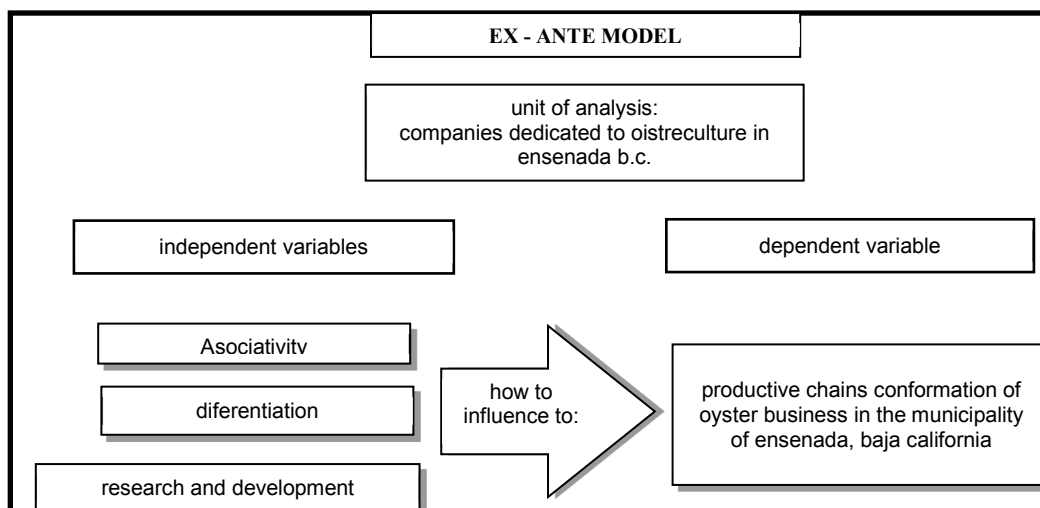 EX - ANTE MODEL
unit of analysis:
companies dedicated to oistreculture in
ensenada b.c.
independent variables
dependent variable
Asociativity
diferentiation
research and development
how to
influence to:
productive chains conformation of
oyster business in the municipality
of ensenada, baja california